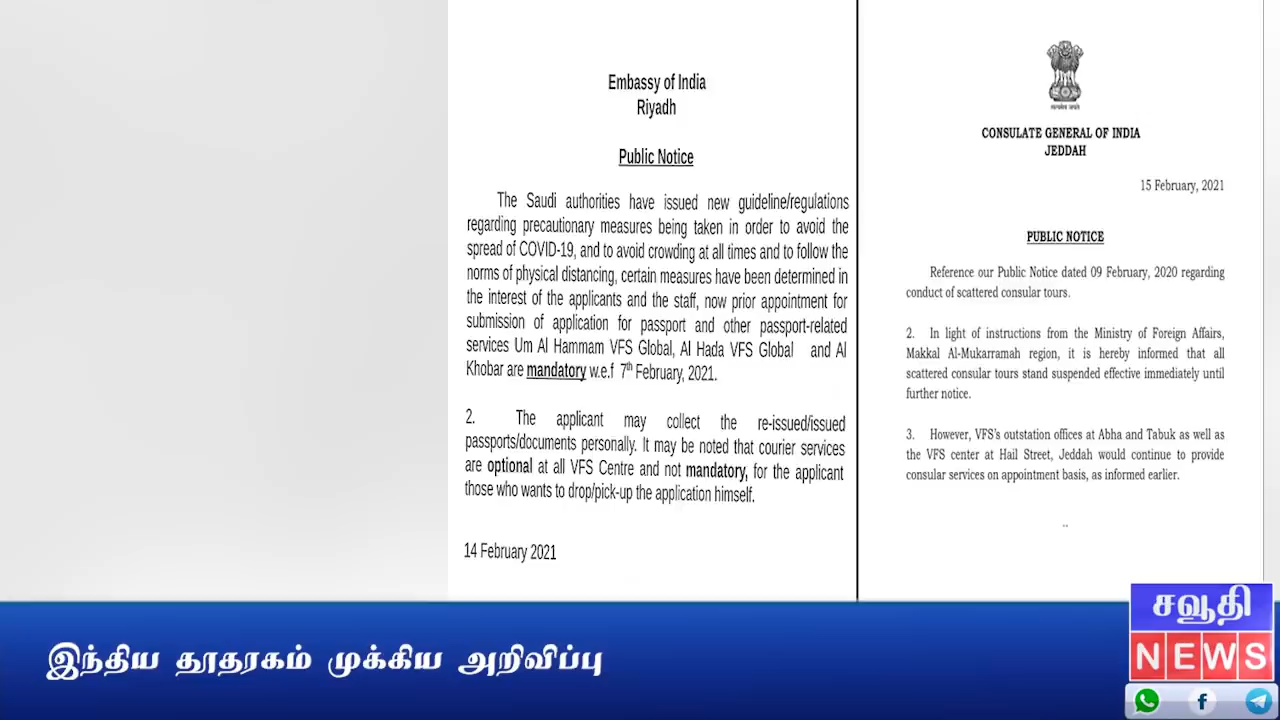 Embassy of India
Riyadh
Public Notice
The Saudi authorities have issued new guideline/regulations
regarding precautionary measures being taken in order to avoid the
spread of COVID-19, and to avoid crowding at all times and to follow the
norms of physical distancing, certain measures have been determined in
the interest of the applicants and the staff, now prior appointment for
submission of application for passport and other passport-related
services Um Al Hammam VFS Global, Al Hada VFS Global and Al
Khobar are mandatory w.e.f 7th February, 2021.
2. The applicant may collect the re-issued/issued
passports/documents personally. It may be noted that courier services
are optional at all VFS Centre and not mandatory, for the applicant
those who wants to drop/pick-up the application himself.
14 February 2021
CONSULATE GENERAL OF INDIA
JEDDAH
15 February, 2021
PUBLIC NOTICE
Reference our Public Notice dated 09 February, 2020 regarding
conduct of scattered consular tours.
2. In light of instructions from the Ministry of Foreign Affairs,
Makkal Al-Mukarramah region, it is hereby informed that all
scattered consular tours stand suspended effective immediately until
further notice.
3. However, VFS's outstation offices at Abha and Tabuk as well as
the VFS center at Hail Street, Jeddah would continue to provide
consular services on appointment basis, as informed earlier.
..
இந்திய தூதரகம் முக்கிய அறிவிப்பு
சவூதி
NEWS